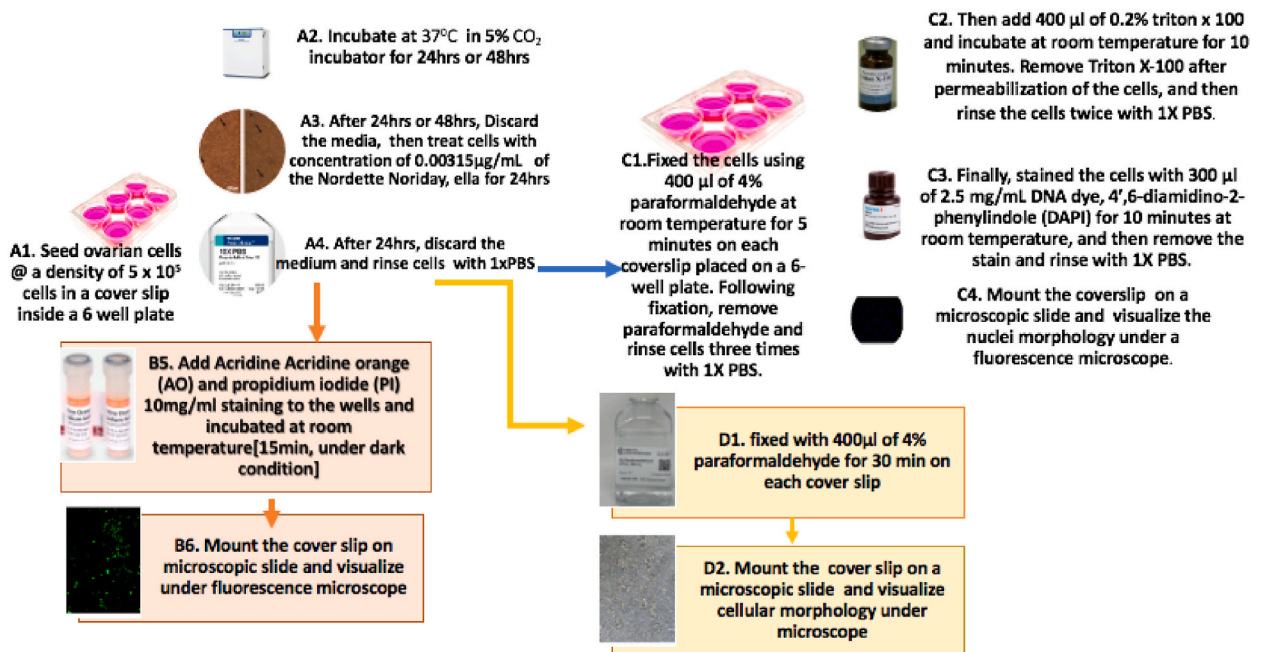 A1. Seed ovarian cells
@ a density of 5 x 10⁵
cells in a cover slip
inside a 6 well plate
A2. Incubate at 37⁰C in 5% CO₂
incubator for 24hrs or 48hrs
A3. After 24hrs or 48hrs, Discard
the media, then treat cells with
concentration of 0.00315µg/mL of
the Nordette Noriday, ella for 24hrs
10X PBS
A4. After 24hrs, discard the
medium and rinse cells with 1xPBS
B5. Add Acridine Acridine orange
(AO) and propidium iodide (PI)
10mg/ml staining to the wells and
incubated at room
temperature[15min, under dark
condition]
B6. Mount the cover slip on
microscopic slide and visualize
under fluorescence microscope
C1.Fixed the cells using
400 µl of 4%
paraformaldehyde at
room temperature for 5
minutes on each
coverslip placed on a 6-
well plate. Following
fixation, remove
paraformaldehyde and
rinse cells three times
with 1X PBS.
C2. Then add 400 µl of 0.2% triton x 100
and incubate at room temperature for 10
minutes. Remove Triton X-100 after
permeabilization of the cells, and then
rinse the cells twice with 1X PBS.
C3. Finally, stained the cells with 300 µl
of 2.5 mg/mL DNA dye, 4’,6-diamidino-2-
phenylindole (DAPI) for 10 minutes at
room temperature, and then remove the
stain and rinse with 1X PBS.
C4. Mount the coverslip on a
microscopic slide and visualize the
nuclei morphology under a
fluorescence microscope.
D1. fixed with 400µl of 4%
paraformaldehyde for 30 min on
each cover slip
D2. Mount the cover slip on a
microscopic slide and visualize
cellular morphology under
microscope